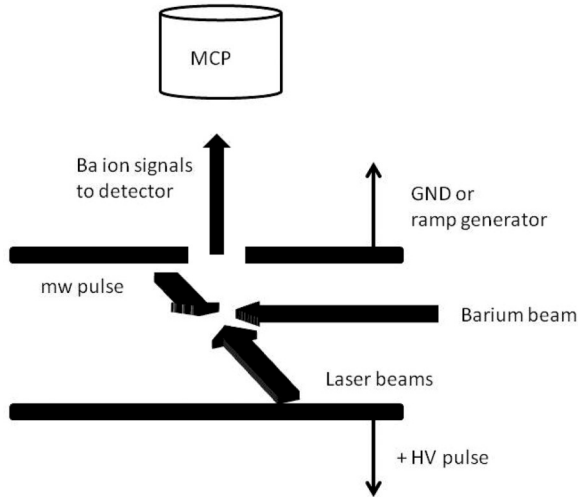 MCP
Ba ion signals
to detector
GND or
ramp generator
mw pulse
Barium beam
Laser beams
+ HV pulse